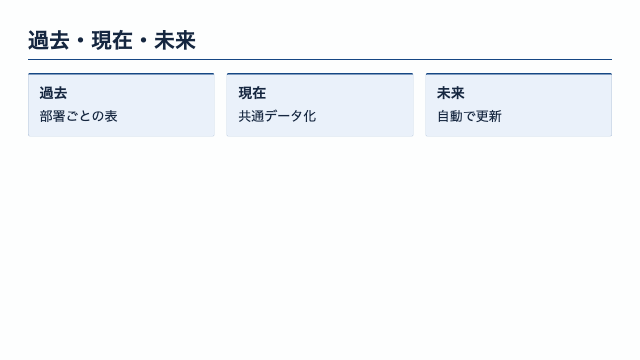 過去・現在・未来
過去
部署ごとの表
現在
共通データ化
未来
自動で更新